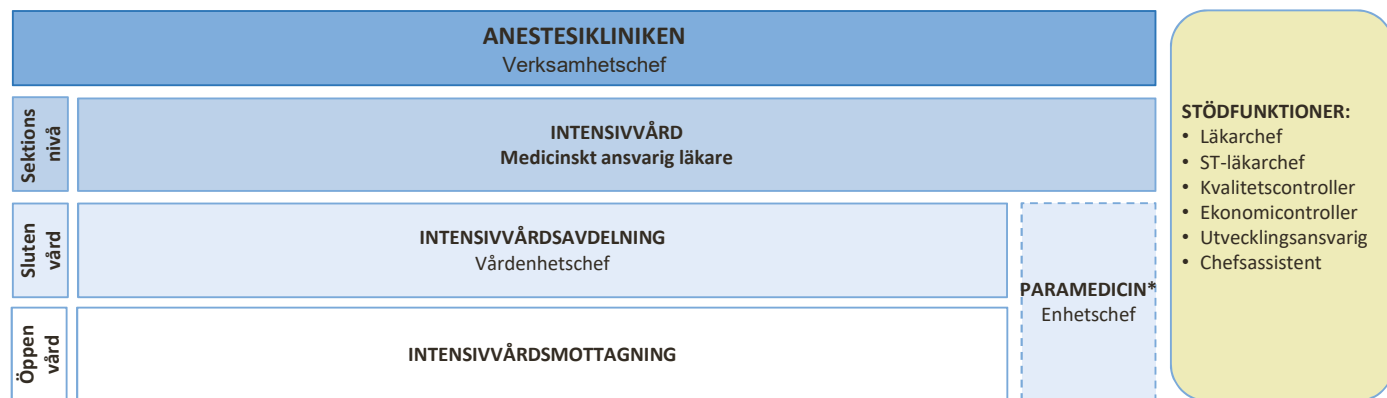 ANESTESIKLINIKEN
Verksamhetschef
Sektions
nivå
INTENSIVVÅRD
Medicinskt ansvarig läkare
Sluten
vård
INTENSIVVÅRDSAVDELNING
Vårdenhetschef
PARAMEDICIN*
Enhetschef
Öppen
vård
INTENSIVVÅRDSMOTTAGNING
STÖDFUNKTIONER:
• Läkarchef
• ST-läkarchef
• Kvalitetscontroller
• Ekonomicontroller
• Utvecklingsansvarig
• Chefsassistent